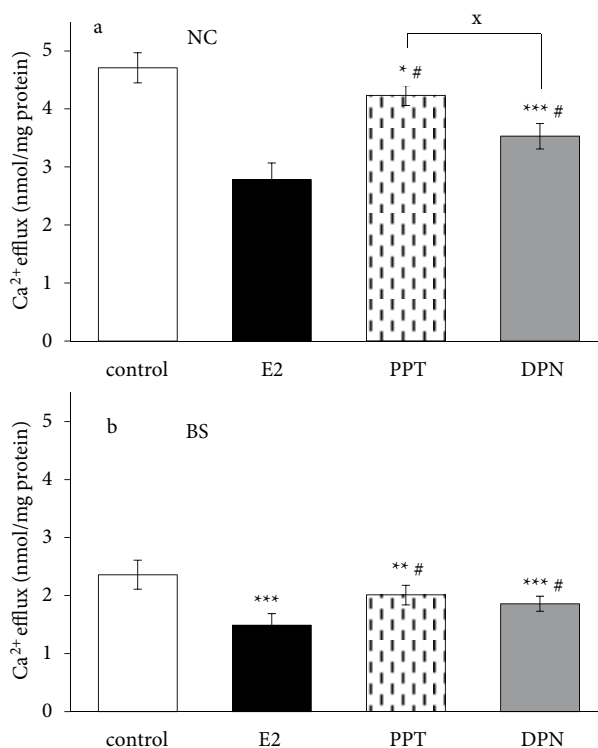 x
a
NC
5
* #
*** #
4
3
2
1
0
Ca²⁺ efflux (nmol/mg protein)
control E2 PPT DPN
b
BS
5
4
3
*** ** # *** #
2
1
0
Ca²⁺ efflux (nmol/mg protein)
control E2 PPT DPN